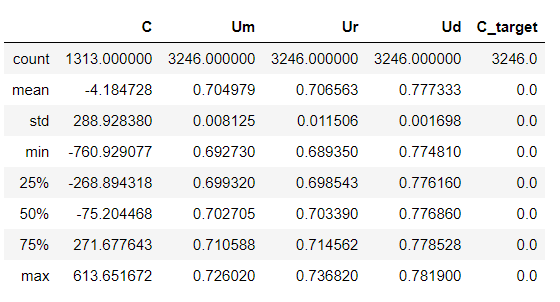 C Um Ur Ud C_target
count 1313.000000 3246.000000 3246.000000 3246.000000 3246.0
mean -4.184728 0.704979 0.706563 0.777333 0.0
std 288.928380 0.008125 0.011506 0.001698 0.0
min -760.929077 0.692730 0.689350 0.774810 0.0
25% -268.894318 0.699320 0.698543 0.776160 0.0
50% -75.204468 0.702705 0.703390 0.776860 0.0
75% 271.677643 0.710588 0.714562 0.778528 0.0
max 613.651672 0.726020 0.736820 0.781900 0.0